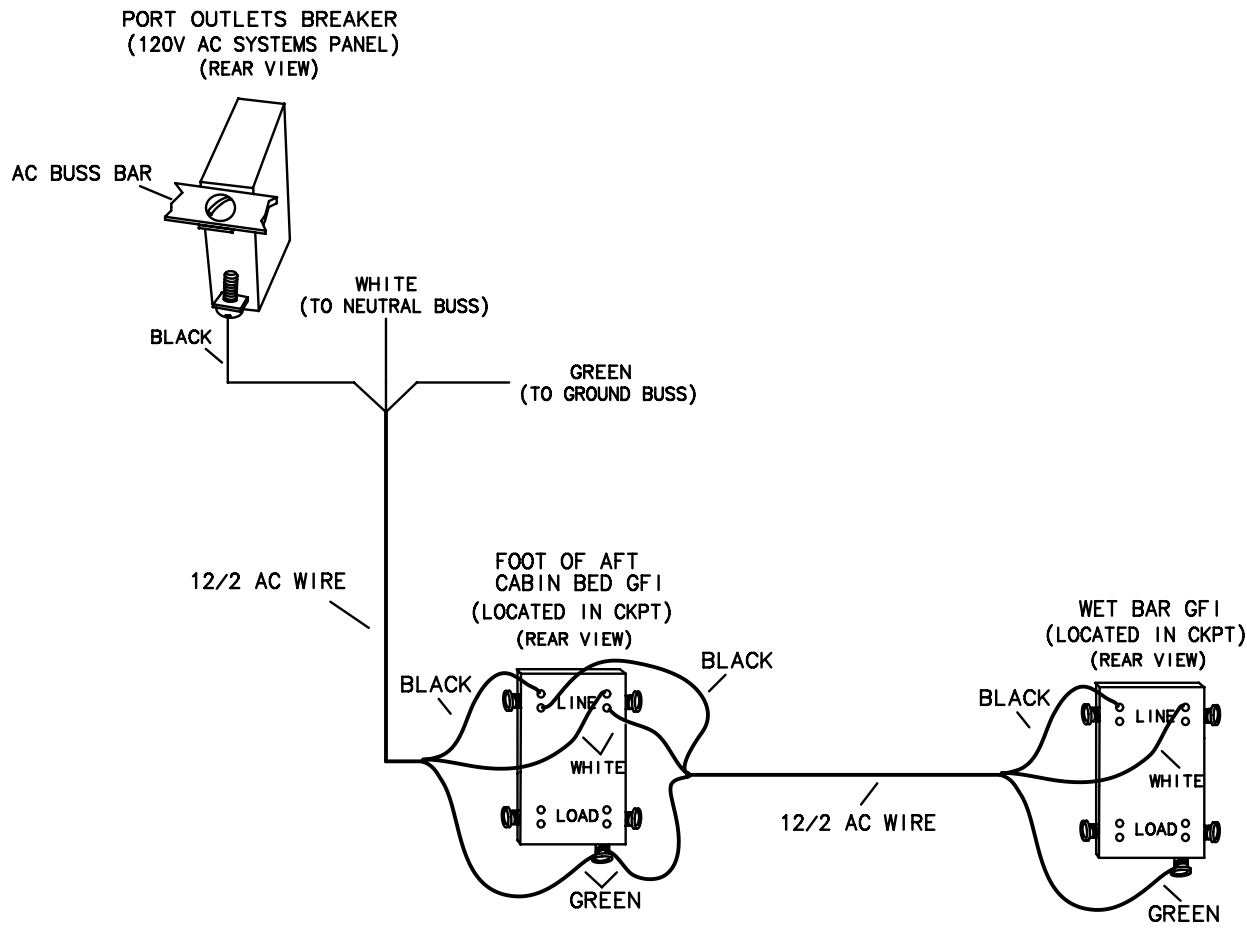 PORT OUTLETS BREAKER
(120V AC SYSTEMS PANEL)
(REAR VIEW)
AC BUSS BAR
WHITE
(TO NEUTRAL BUSS)
BLACK
GREEN
(TO GROUND BUSS)
12/2 AC WIRE
FOOT OF AFT
CABIN BED GFI
(LOCATED IN CKPT)
(REAR VIEW)
BLACK
BLACK
LINE
WHITE
LOAD
GREEN
12/2 AC WIRE
WET BAR GFI
(LOCATED IN CKPT)
(REAR VIEW)
BLACK
LINE
WHITE
LOAD
GREEN